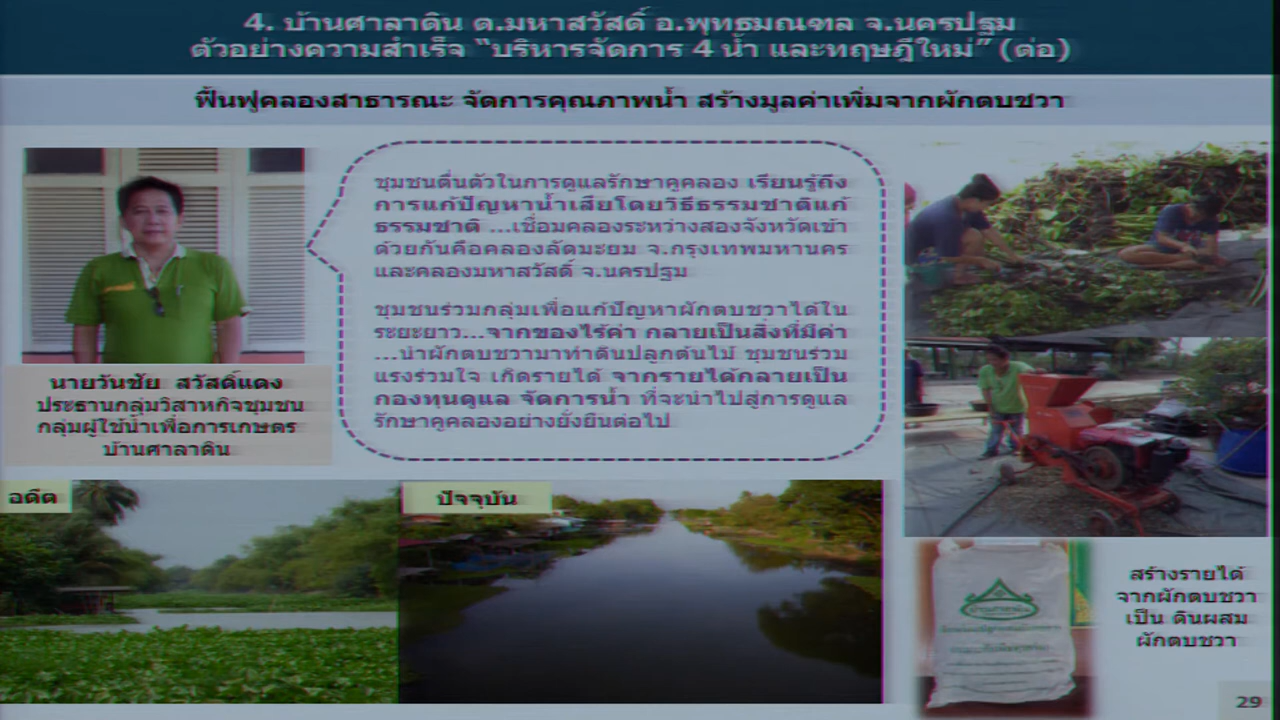 4. บ้านศาลาดิน ต.มหาสวัสดิ์ อ.พุทธมณฑล จ.นครปฐม
ตัวอย่างความสำเร็จ “บริหารจัดการ 4 น้ำ และทฤษฎีใหม่” (ต่อ)
ฟื้นฟูคลองสาธารณะ จัดการคุณภาพน้ำ สร้างมูลค่าเพิ่มจากผักตบชวา
ชุมชนตื่นตัวในการดูแลรักษาคูคลอง เรียนรู้ถึง
การแก้ปัญหาน้ำเสียโดยวิธีธรรมชาติแก้
ธรรมชาติ ...เชื่อมคลองระหว่างสองจังหวัดเข้า
ด้วยกันคือคลองลัดมะยม จ.กรุงเทพมหานคร
และคลองมหาสวัสดิ์ จ.นครปฐม
ชุมชนร่วมกลุ่มเพื่อแก้ปัญหาผักตบชวาได้ใน
ระยะยาว...จากของไร้ค่า กลายเป็นสิ่งที่มีค่า
...นำผักตบชวามาทำดินปลูกต้นไม้ ชุมชนร่วม
แรงร่วมใจ เกิดรายได้ จากรายได้กลายเป็น
กองทุนดูแล จัดการน้ำ ที่จะนำไปสู่การดูแล
รักษาคูคลองอย่างยั่งยืนต่อไป
นายวันชัย สวัสดิ์แดง
ประธานกลุ่มวิสาหกิจชุมชน
กลุ่มผู้ใช้น้ำเพื่อการเกษตร
บ้านศาลาดิน
อดีต
ปัจจุบัน
สร้างรายได้
จากผักตบชวา
เป็น ดินผสม
ผักตบชวา
29